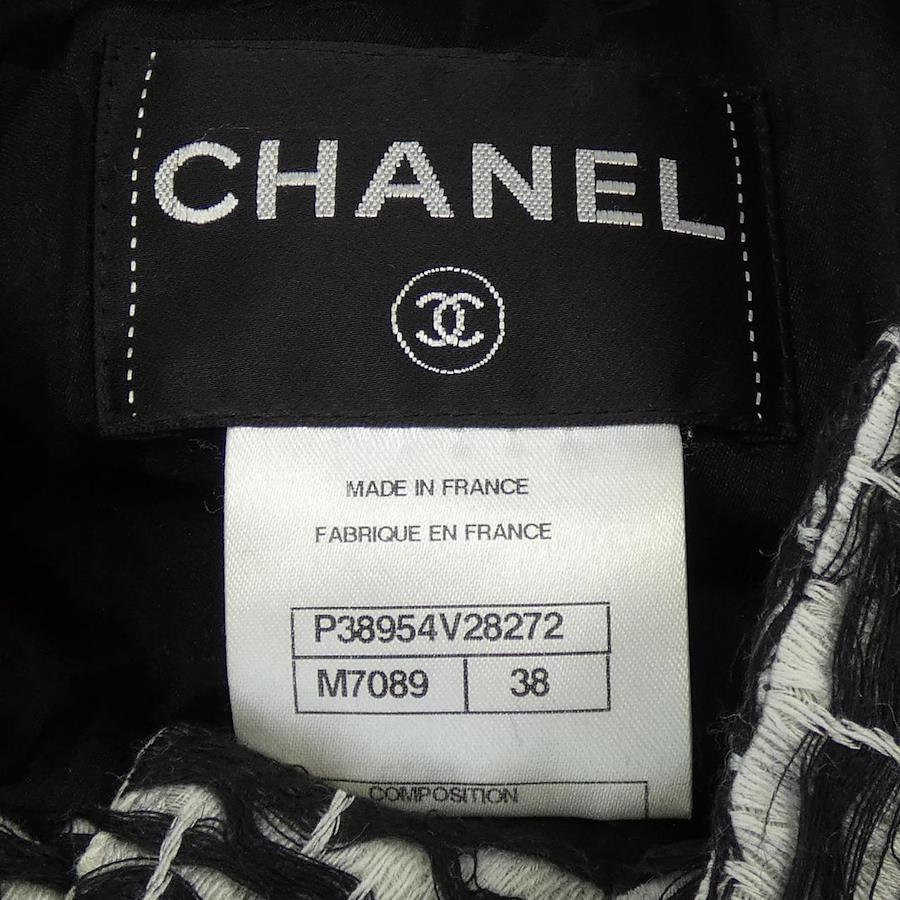 CHANEL
MADE IN FRANCE
FABRIQUE EN FRANCE
P38954V28272
M7089 38
COMPOSITION